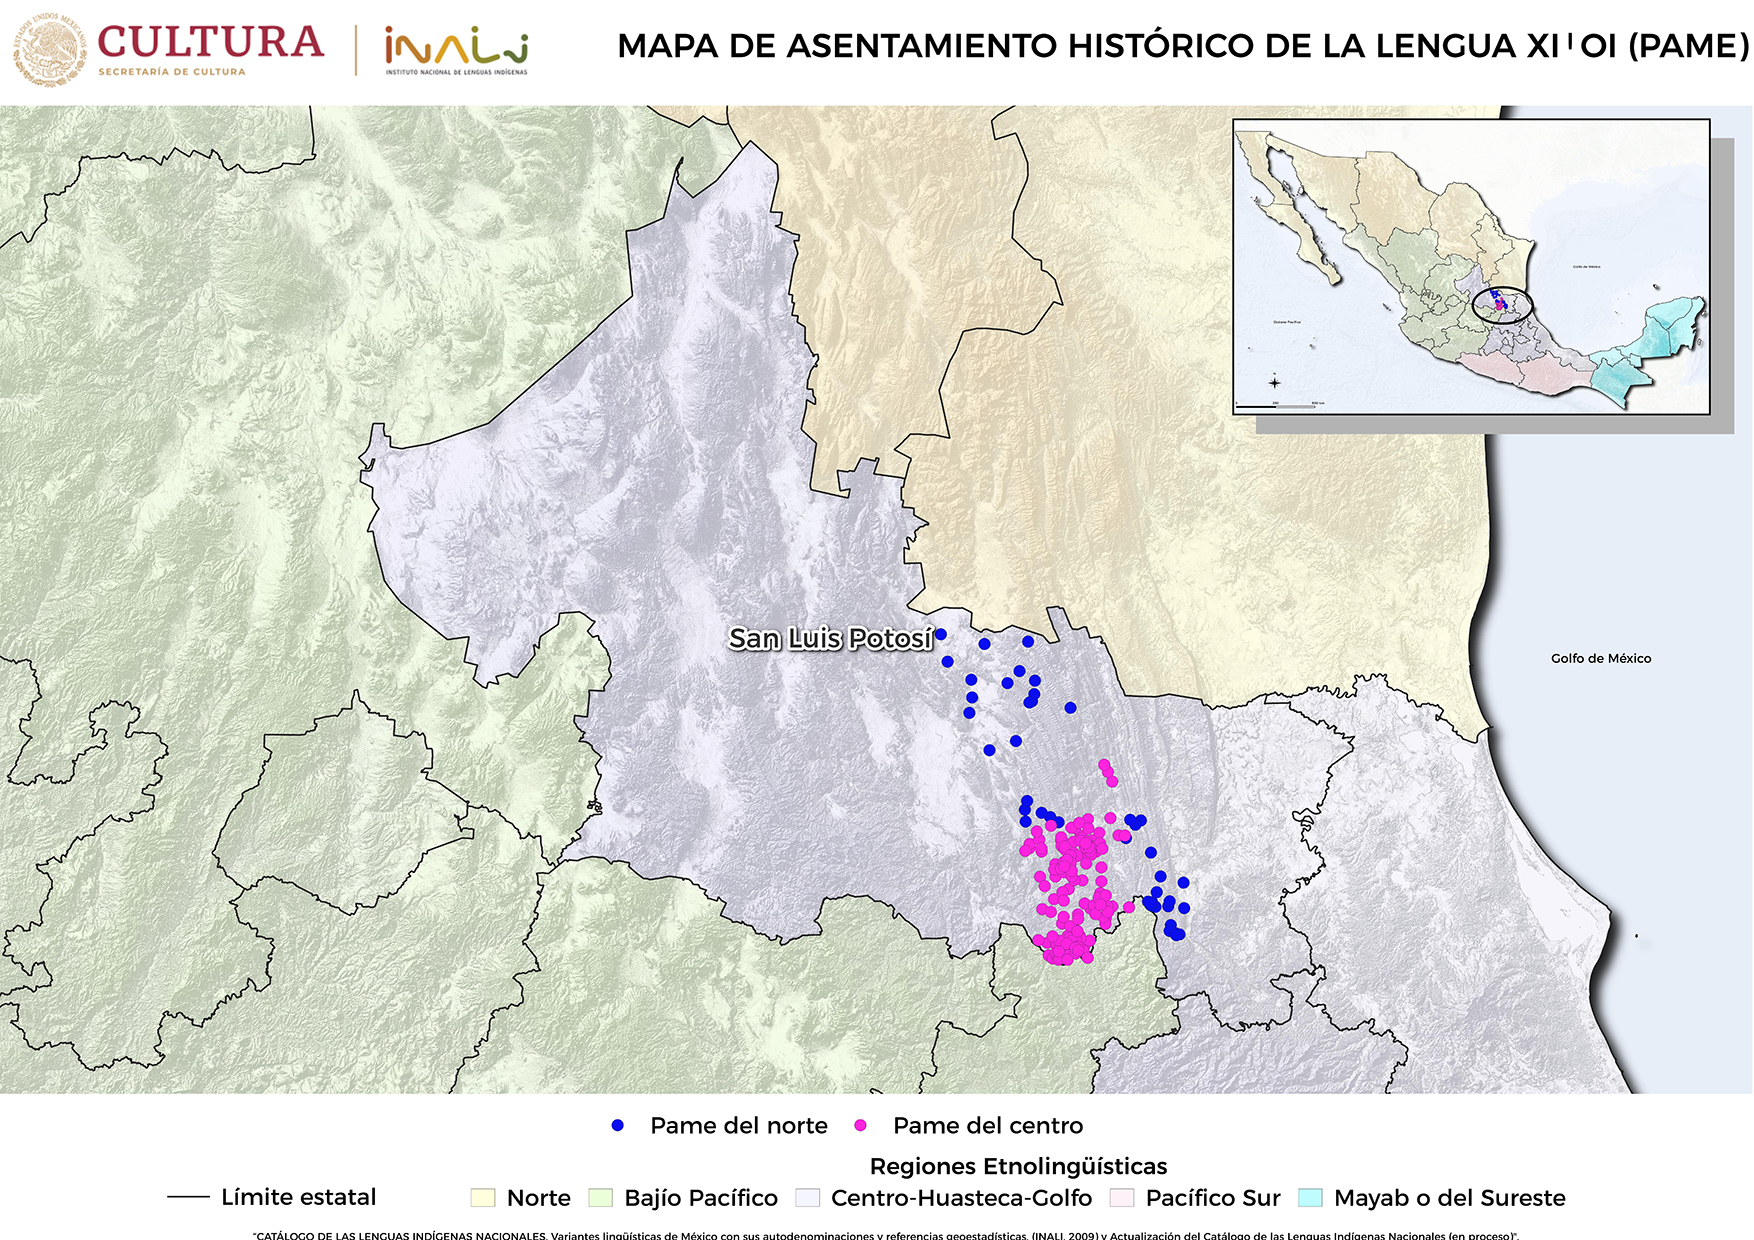 CULTURA
SECRETARÍA DE CULTURA
INALI
INSTITUTO NACIONAL DE LENGUAS INDÍGENAS
MAPA DE ASENTAMIENTO HISTÓRICO DE LA LENGUA XIꞋOI (PAME)
Golfo de México
Océano Pacífico
San Luis Potosí
Golfo de México
Pame del norte
Pame del centro
Regiones Etnolingüísticas
Límite estatal
Norte
Bajío Pacífico
Centro-Huasteca-Golfo
Pacífico Sur
Mayab o del Sureste
"CATÁLOGO DE LAS LENGUAS INDÍGENAS NACIONALES. Variantes lingüísticas de México con sus autodenominaciones y referencias geoestadísticas. (INALI, 2009) y Actualización del Catálogo de las Lenguas Indígenas Nacionales (en proceso)".